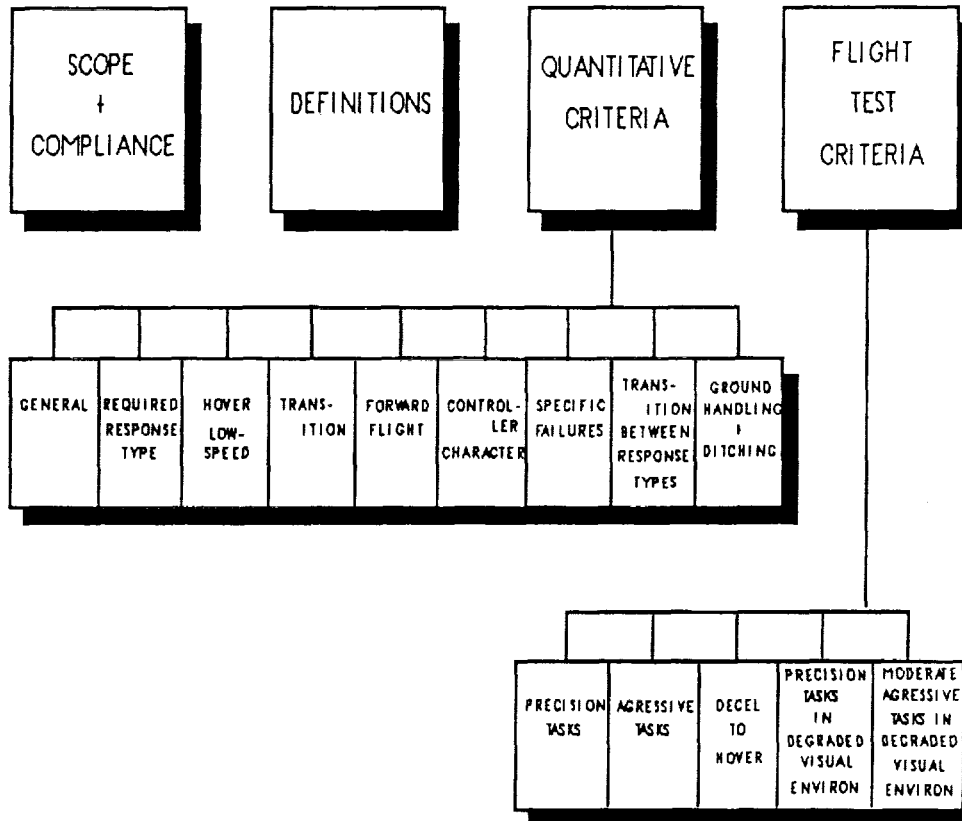 SCOPE
+
COMPLIANCE
DEFINITIONS
QUANTITATIVE
CRITERIA
FLIGHT
TEST
CRITERIA
GENERAL
REQUIRED
RESPONSE
TYPE
HOVER
LOW-
SPEED
TRANS-
ITION
FORWARD
FLIGHT
CONTROL-
LER
CHARACTER
SPECIFIC
FAILURES
TRANS-
ITION
BETWEEN
RESPONSE
TYPES
GROUND
HANDLING
+
DITCHING
PRECISION
TASKS
AGRESSIVE
TASKS
DECEL
TO
HOVER
PRECISION
TASKS
IN
DEGRADED
VISUAL
ENVIRON
MODERATE
AGRESSIVE
TASKS IN
DEGRADED
VISUAL
ENVIRON